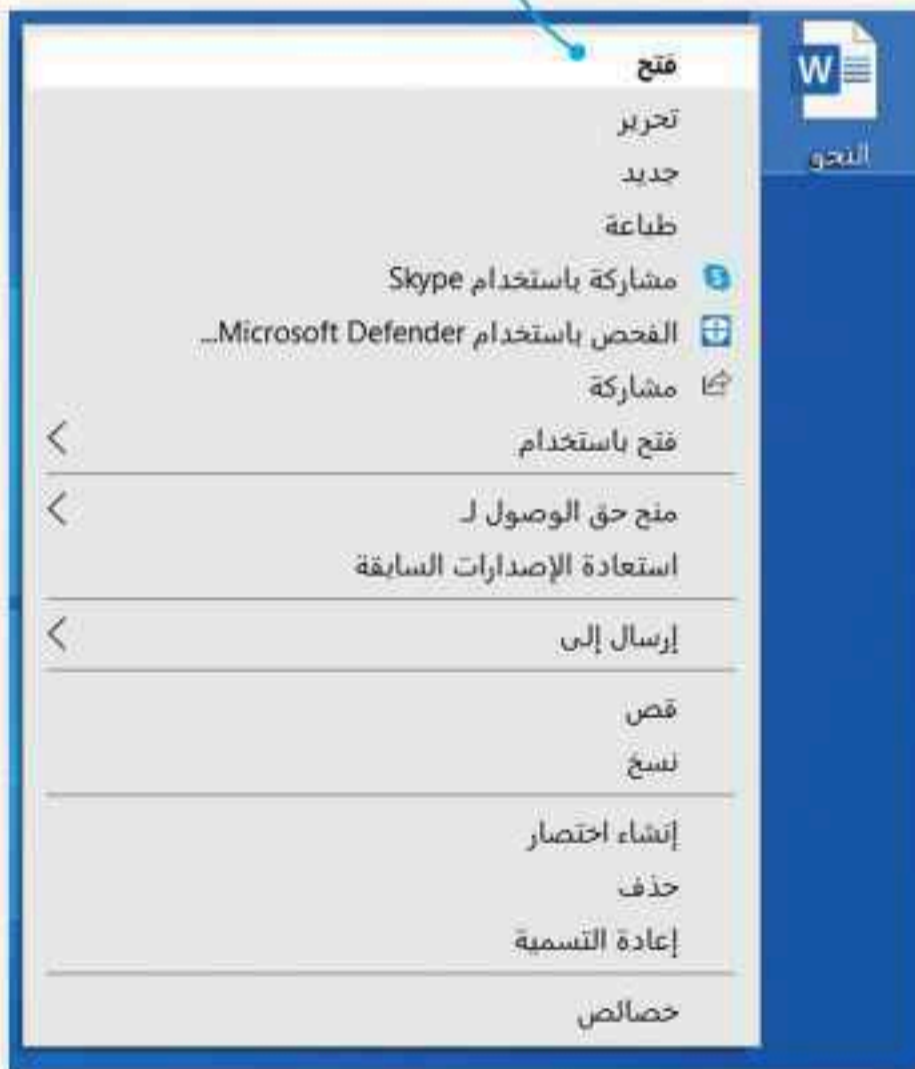 فتح
تحرير
جديد
طباعة
مشاركة باستخدام Skype
الفحص باستخدام Microsoft Defender...
مشاركة
فتح باستخدام
منح حق الوصول لـ
استعادة الإصدارات السابقة
إرسال إلى
قص
نسخ
إنشاء اختصار
حذف
إعادة التسمية
خصائص
W
النحو